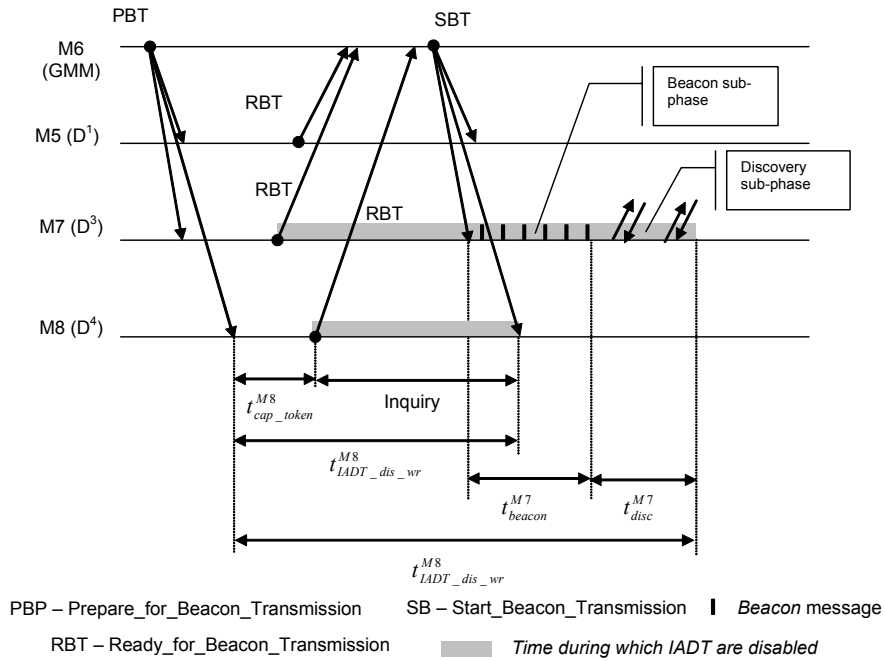 PBT
SBT
M6
(GMM)
Beacon sub-
phase
RBT
M5 (D¹)
Discovery
sub-phase
RBT
RBT
M7 (D³)
M8 (D⁴)
t^{M8}_{cap_token}
Inquiry
t^{M8}_{IADT_dis_wr}
t^{M7}_{beacon}
t^{M7}_{disc}
t^{M8}_{IADT_dis_wr}
PBP – Prepare_for_Beacon_Transmission
SB – Start_Beacon_Transmission
Beacon message
RBT – Ready_for_Beacon_Transmission
Time during which IADT are disabled